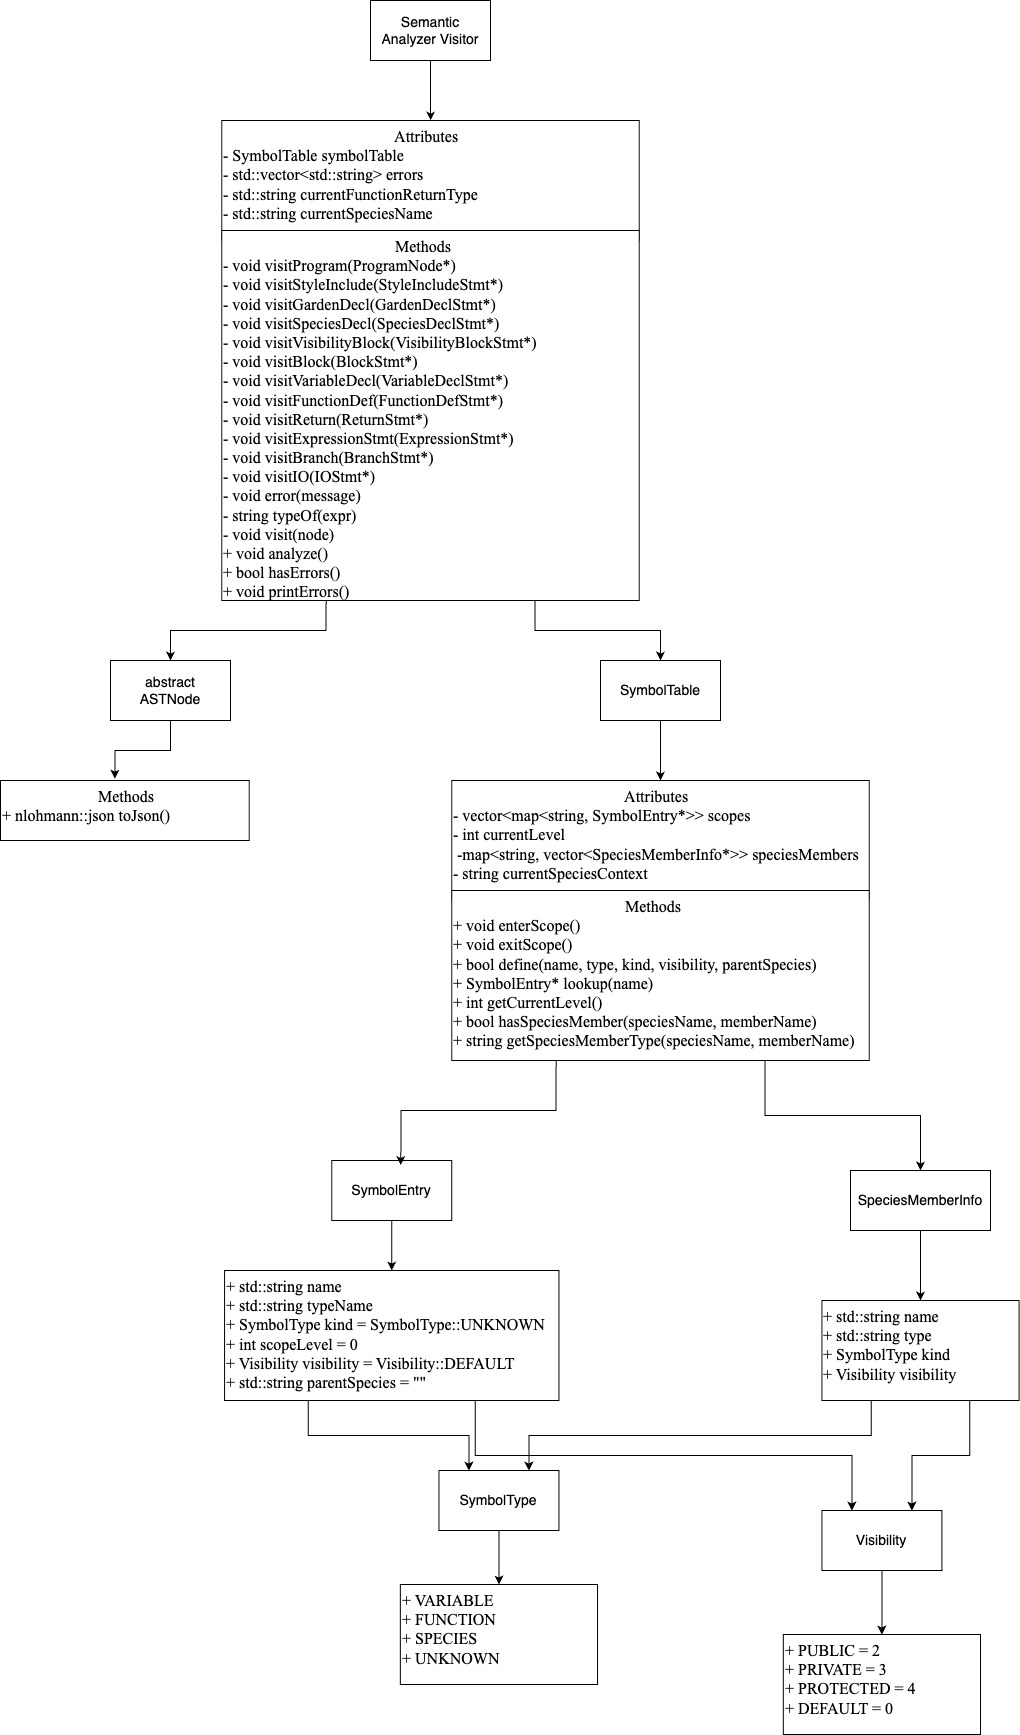 Semantic
Analyzer Visitor
Attributes
- SymbolTable symbolTable
- std::vector<std::string> errors
- std::string currentFunctionReturnType
- std::string currentSpeciesName
Methods
- void visitProgram(ProgramNode*)
- void visitStyleInclude(StyleIncludeStmt*)
- void visitGardenDecl(GardenDeclStmt*)
- void visitSpeciesDecl(SpeciesDeclStmt*)
- void visitVisibilityBlock(VisibilityBlockStmt*)
- void visitBlock(BlockStmt*)
- void visitVariableDecl(VariableDeclStmt*)
- void visitFunctionDef(FunctionDefStmt*)
- void visitReturn(ReturnStmt*)
- void visitExpressionStmt(ExpressionStmt*)
- void visitBranch(BranchStmt*)
- void visitIO(IOStmt*)
- void error(message)
- string typeOf(expr)
- void visit(node)
+ void analyze()
+ bool hasErrors()
+ void printErrors()
abstract
ASTNode
SymbolTable
Methods
+ nlohmann::json toJson()
Attributes
- vector<map<string, SymbolEntry*>> scopes
- int currentLevel
-map<string, vector<SpeciesMemberInfo*>> speciesMembers
- string currentSpeciesContext
Methods
+ void enterScope()
+ void exitScope()
+ bool define(name, type, kind, visibility, parentSpecies)
+ SymbolEntry* lookup(name)
+ int getCurrentLevel()
+ bool hasSpeciesMember(speciesName, memberName)
+ string getSpeciesMemberType(speciesName, memberName)
SymbolEntry
SpeciesMemberInfo
+ std::string name
+ std::string typeName
+ SymbolType kind = SymbolType::UNKNOWN
+ int scopeLevel = 0
+ Visibility visibility = Visibility::DEFAULT
+ std::string parentSpecies = ""
+ std::string name
+ std::string type
+ SymbolType kind
+ Visibility visibility
SymbolType
Visibility
+ VARIABLE
+ FUNCTION
+ SPECIES
+ UNKNOWN
+ PUBLIC = 2
+ PRIVATE = 3
+ PROTECTED = 4
+ DEFAULT = 0